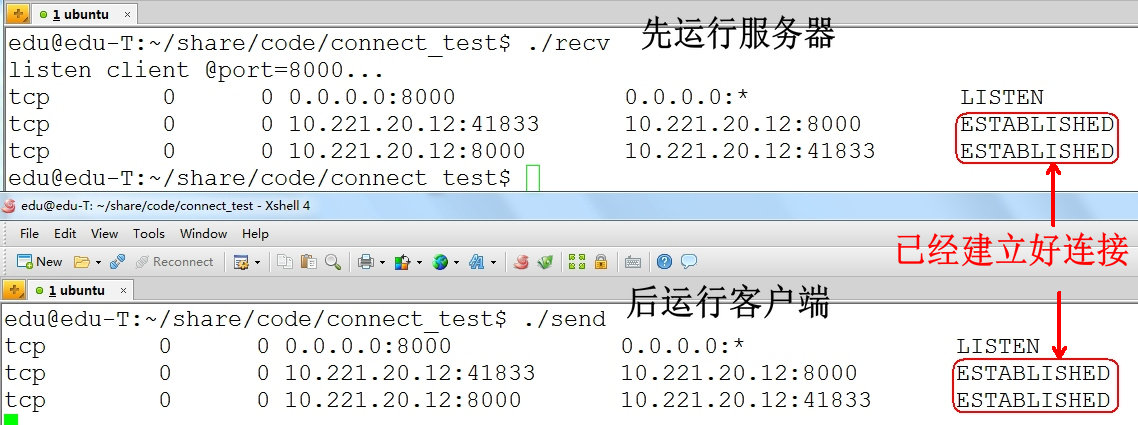 1 ubuntu ×
edu@edu-T:~/share/code/connect_test$ ./recv 先运行服务器
listen client @port=8000...
tcp 0 0 0.0.0.0:8000 0.0.0.0:* LISTEN
tcp 0 0 10.221.20.12:41833 10.221.20.12:8000 ESTABLISHED
tcp 0 0 10.221.20.12:8000 10.221.20.12:41833 ESTABLISHED
edu@edu-T:~/share/code/connect_test$
edu@edu-T: ~/share/code/connect_test - Xshell 4
File Edit View Tools Window Help
已经建立好连接
New Reconnect
1 ubuntu ×
后运行客户端
edu@edu-T:~/share/code/connect_test$ ./send
tcp 0 0 0.0.0.0:8000 0.0.0.0:* LISTEN
tcp 0 0 10.221.20.12:41833 10.221.20.12:8000 ESTABLISHED
tcp 0 0 10.221.20.12:8000 10.221.20.12:41833 ESTABLISHED